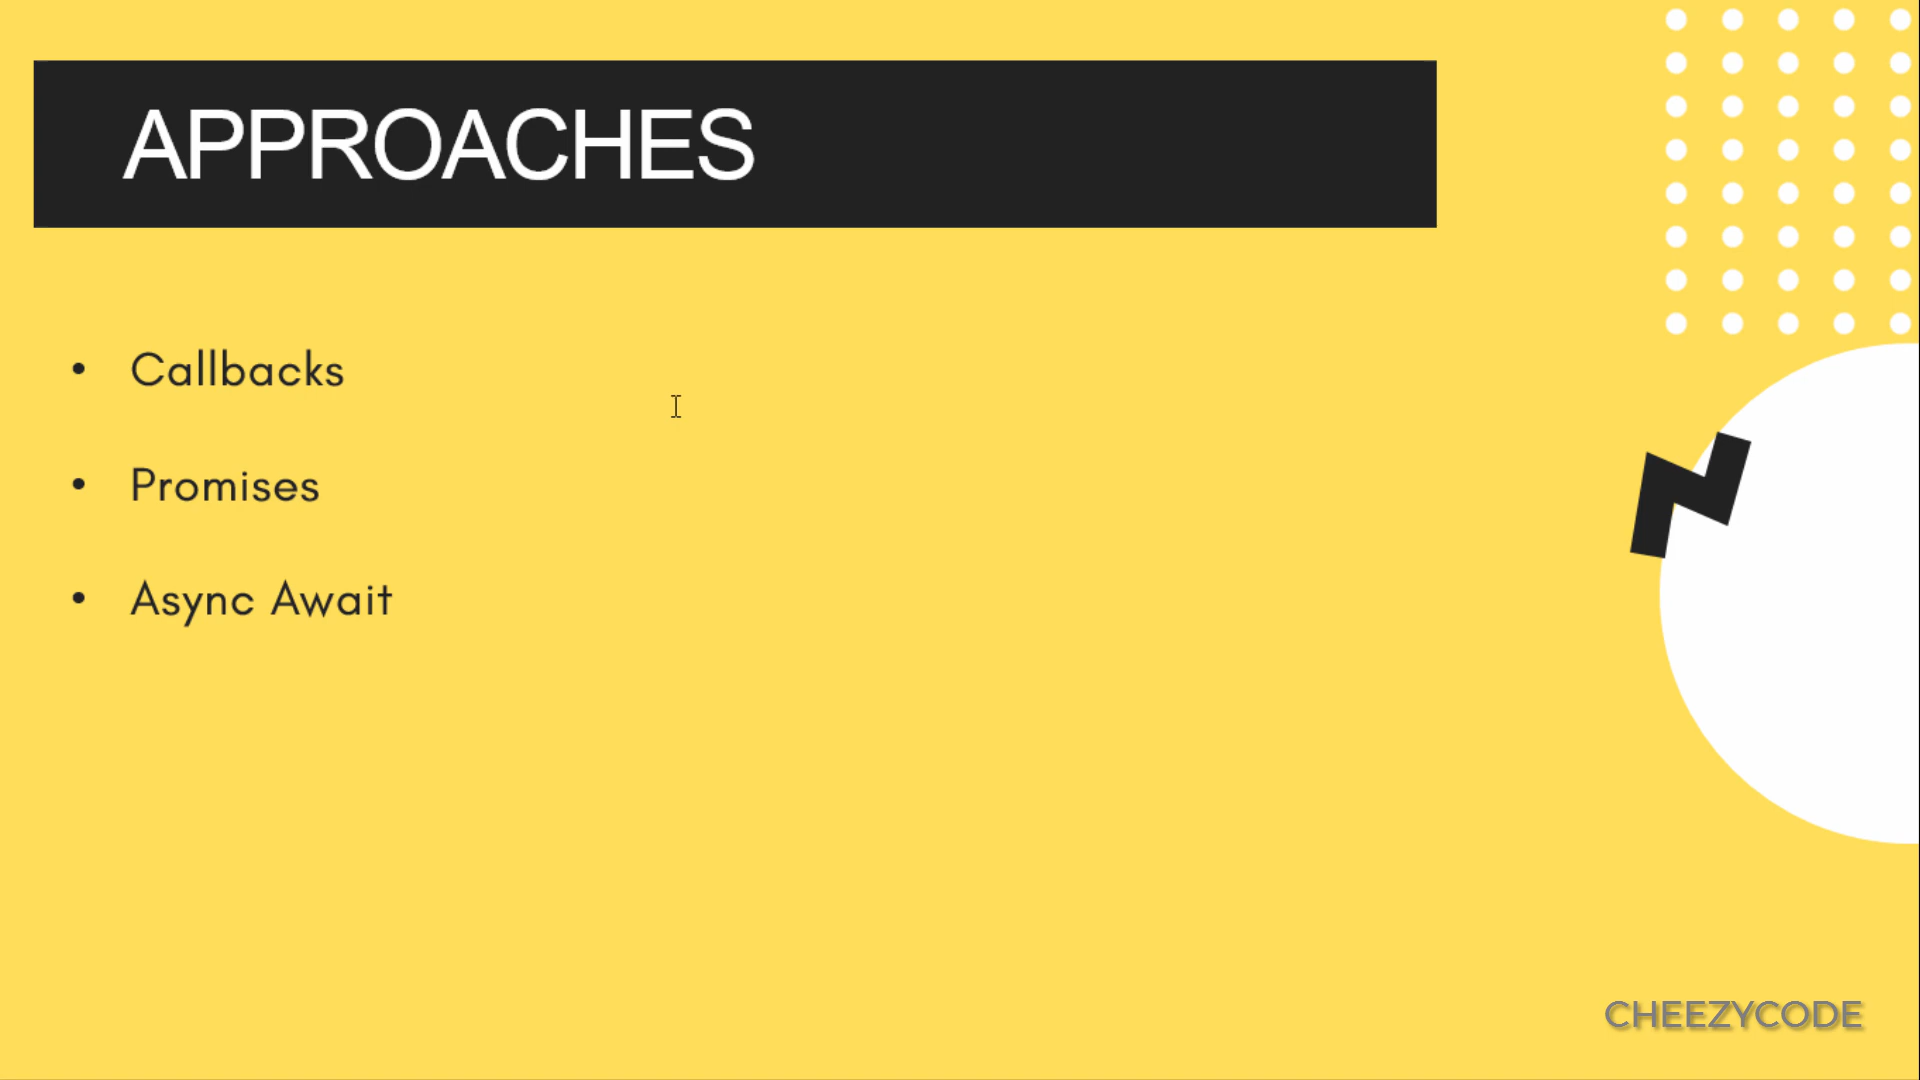 APPROACHES
• Callbacks
• Promises
• Async Await
CHEEZYCODE